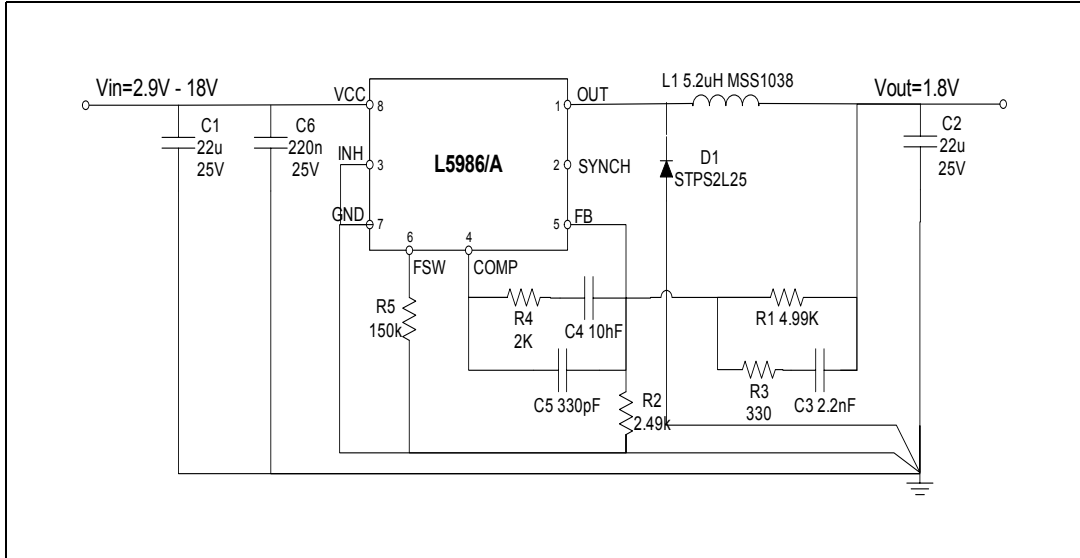 Vin=2.9V - 18V
VCC
8
L5986/A
1
OUT
L1 5.2uH MSS1038
Vout=1.8V
C1
22u
25V
C6
220n
25V
INH
3
2
SYNCH
D1
STPS2L25
C2
22u
25V
GND
7
5
FB
6
4
FSW
COMP
R5
150k
R4
2K
C4 10hF
R1 4.99K
C5 330pF
R2
2.49k
R3
330
C3 2.2nF